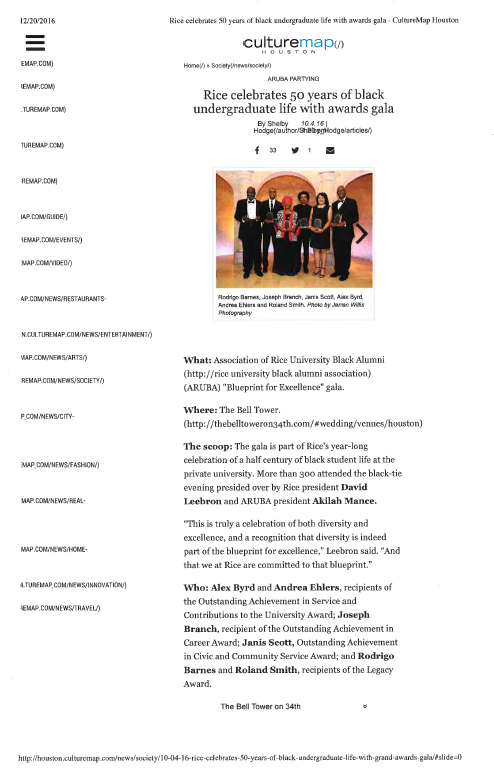 12/20/2016
Rice celebrates 50 years of black undergraduate life with awards gala - CultureMap Houston
culturemap(/)
HOUSTON
EMAP.COM)
Home(/) » Society(/news/society/)
ARUBA PARTYING
IEMAP.COM)
Rice celebrates 50 years of black
undergraduate life with awards gala
.TUREMAP.COM)
By Shelby 10.4.16 |
Hodge(/author/Shelby-Hodge/articles/)
TUREMAP.COM)
33 1
REMAP.COM)
IAP.COM/GUIDE/)
REMAP.COM/EVENTS/)
MAP.COM/VIDEO/)
AP.COM/NEWS/RESTAURANTS-
Rodrigo Barnes, Joseph Branch, Janis Scott, Alex Byrd,
Andrea Ehlers and Roland Smith. Photo by Jerren Willis
Photography
N.CULTUREMAP.COM/NEWS/ENTERTAINMENT/)
MAP.COM/NEWS/ARTS/)
REMAP.COM/NEWS/SOCIETY/)
P.COM/NEWS/CITY-
MAP.COM/NEWS/FASHION/)
MAP.COM/NEWS/REAL-
MAP.COM/NEWS/HOME-
ILTUREMAP.COM/NEWS/INNOVATION/)
REMAP.COM/NEWS/TRAVEL/)
What: Association of Rice University Black Alumni
(http://rice university black alumni association)
(ARUBA) "Blueprint for Excellence" gala.
Where: The Bell Tower.
(http://thebelltoweron34th.com/#wedding/venues/houston)
The scoop: The gala is part of Rice's year-long
celebration of a half century of black student life at the
private university. More than 300 attended the black-tie
evening presided over by Rice president David
Leebron and ARUBA president Akilah Mance.
“This is truly a celebration of both diversity and
excellence, and a recognition that diversity is indeed
part of the blueprint for excellence,” Leebron said. “And
that we at Rice are committed to that blueprint.”
Who: Alex Byrd and Andrea Ehlers, recipients of
the Outstanding Achievement in Service and
Contributions to the University Award; Joseph
Branch, recipient of the Outstanding Achievement in
Career Award; Janis Scott, Outstanding Achievement
in Civic and Community Service Award; and Rodrigo
Barnes and Roland Smith, recipients of the Legacy
Award.
The Bell Tower on 34th
http://houston.culturemap.com/news/society/10-04-16-rice-celebrates-50-years-of-black-undergraduate-life-with-grand-awards-gala/#slide=0